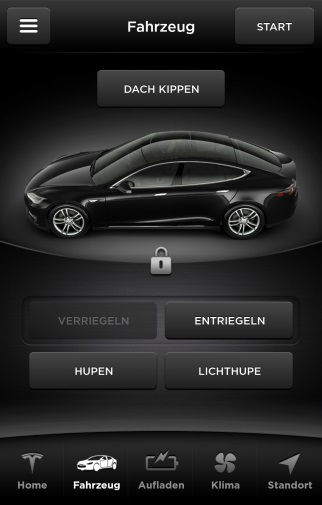 Fahrzeug START
DACH KIPPEN
VERRIEGELN ENTRIEGELN
HUPEN LICHTHUPE
Home Fahrzeug Aufladen Klima Standort